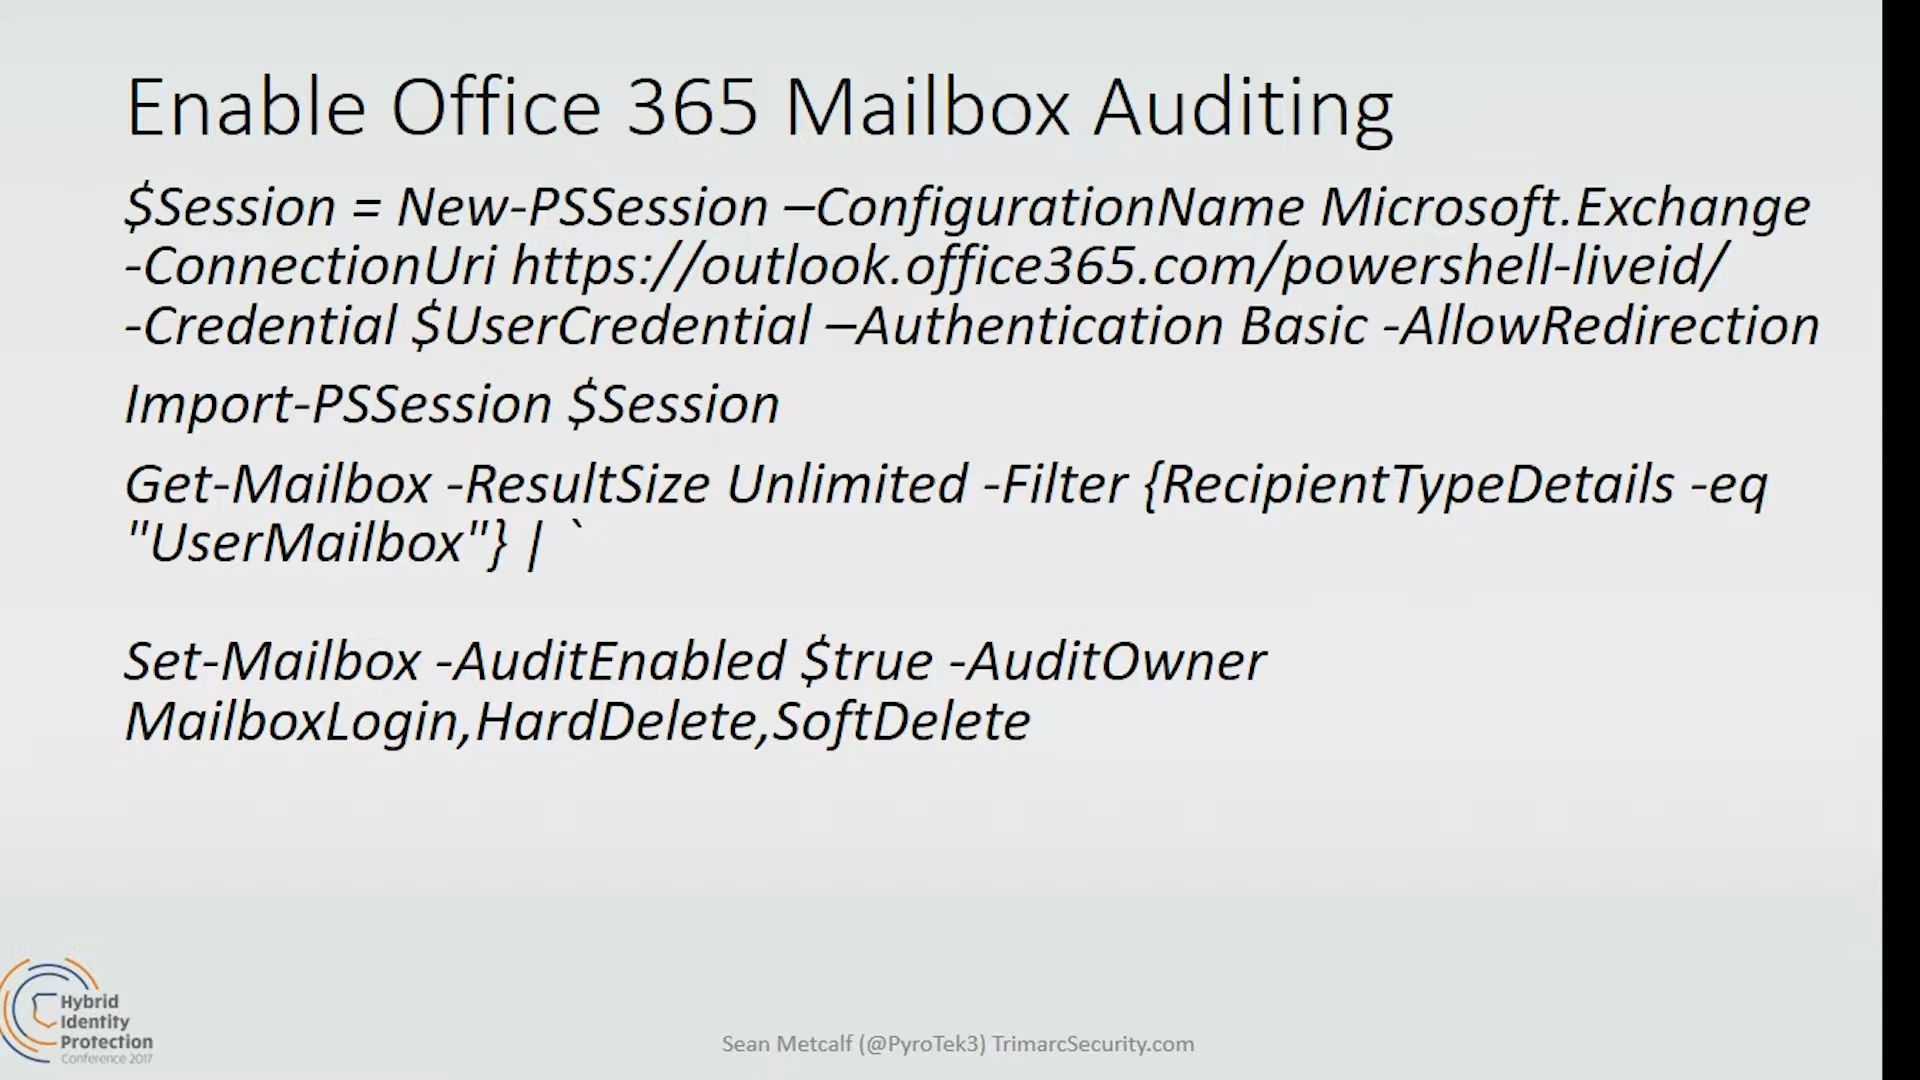 Enable Office 365 Mailbox Auditing
$Session = New-PSSession –ConfigurationName Microsoft.Exchange
-ConnectionUri https://outlook.office365.com/powershell-liveid/
-Credential $UserCredential –Authentication Basic -AllowRedirection
Import-PSSession $Session
Get-Mailbox -ResultSize Unlimited -Filter {RecipientTypeDetails -eq
"UserMailbox"} | `
Set-Mailbox -AuditEnabled $true -AuditOwner
MailboxLogin,HardDelete,SoftDelete
Hybrid
Identity
Protection
Conference 2017
Sean Metcalf (@PyroTek3) TrimarcSecurity.com